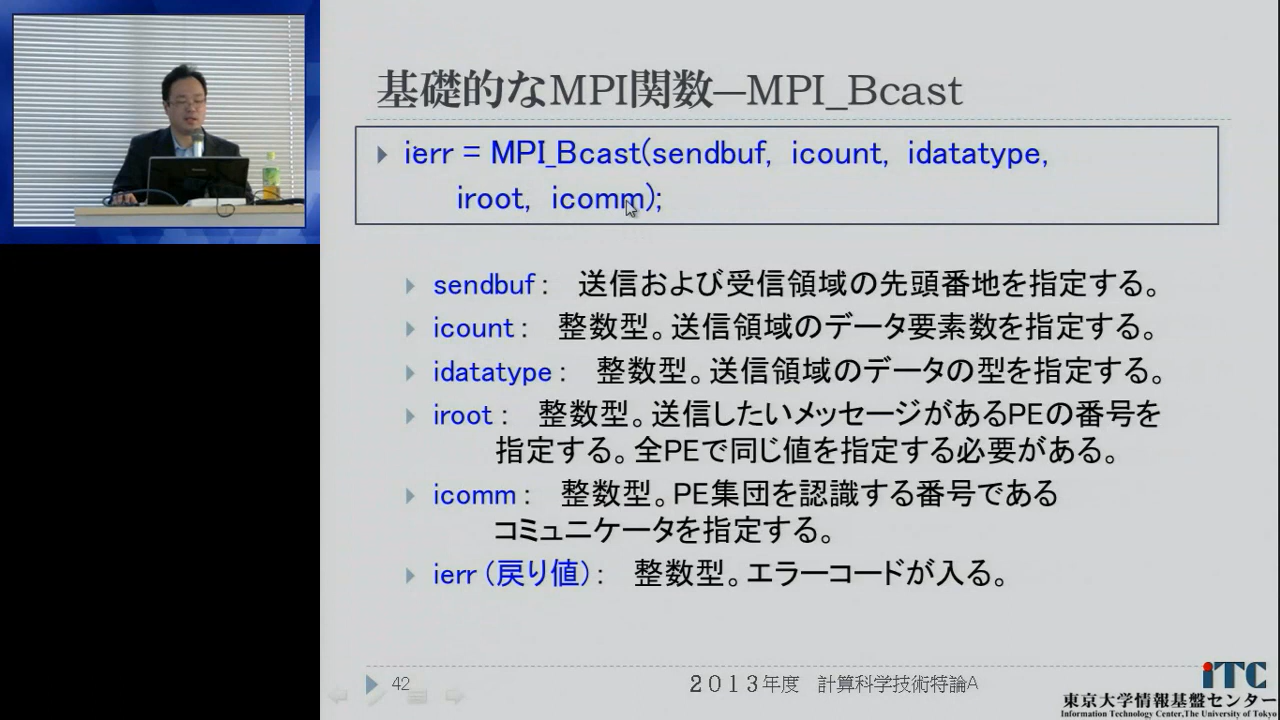 基礎的なMPI関数—MPI_Bcast
ierr = MPI_Bcast(sendbuf, icount, idatatype,
iroot, icomm);
sendbuf : 送信および受信領域の先頭番地を指定する。
icount : 整数型。送信領域のデータ要素数を指定する。
idatatype : 整数型。送信領域のデータの型を指定する。
iroot : 整数型。送信したいメッセージがあるPEの番号を
指定する。全PEで同じ値を指定する必要がある。
icomm : 整数型。PE集団を認識する番号である
コミュニケータを指定する。
ierr (戻り値) : 整数型。エラーコードが入る。
42
２０１３年度 計算科学技術特論A
iTC
東京大学情報基盤センター
Information Technology Center,The University of Tokyo